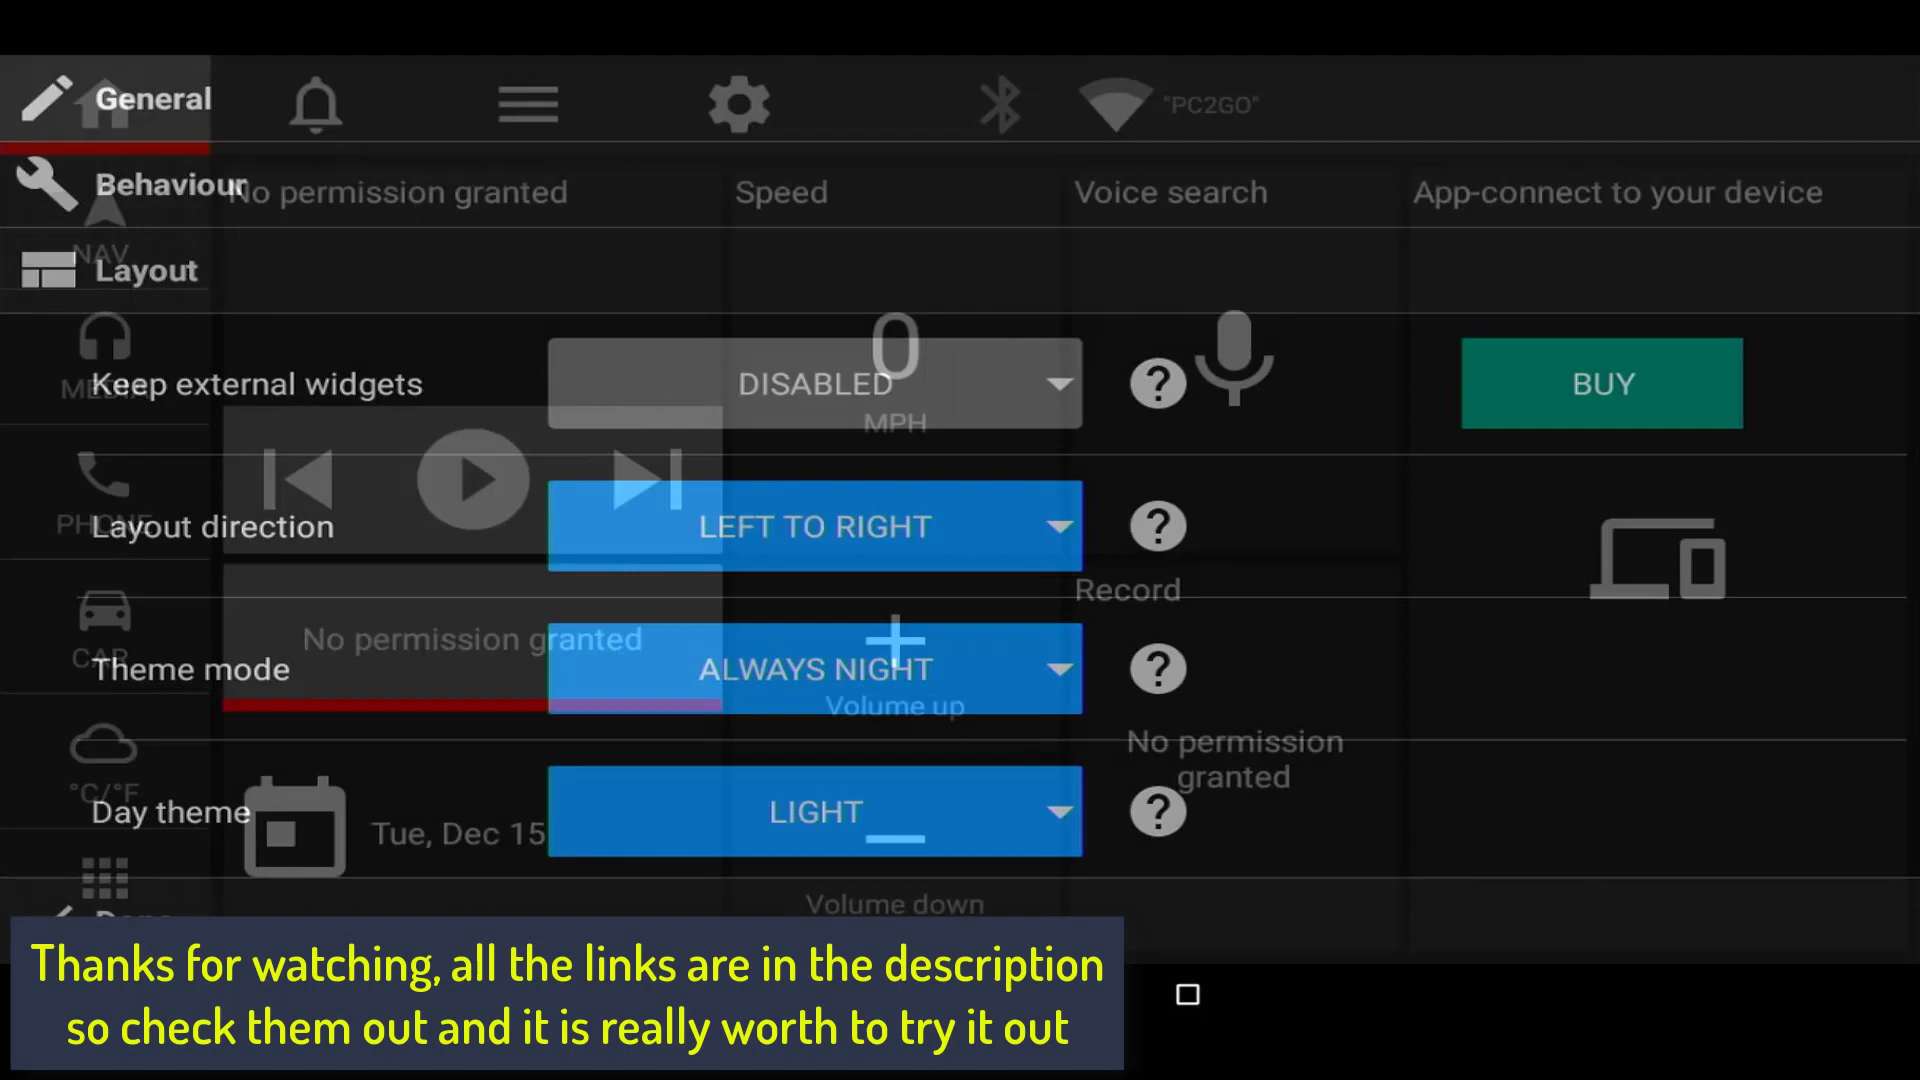 General
"PC2GO"
Behaviour
No permission granted
Speed
Voice search
App-connect to your device
NAV
Layout
0
MPH
MEDIA
Keep external widgets
DISABLED
?
BUY
PHONE
Layout direction
LEFT TO RIGHT
?
Record
No permission granted
CAR
Theme mode
ALWAYS NIGHT
?
Volume up
No permission
granted
°C/°F
Day theme
LIGHT
?
Tue, Dec 15
Volume down
Thanks for watching, all the links are in the description
so check them out and it is really worth to try it out